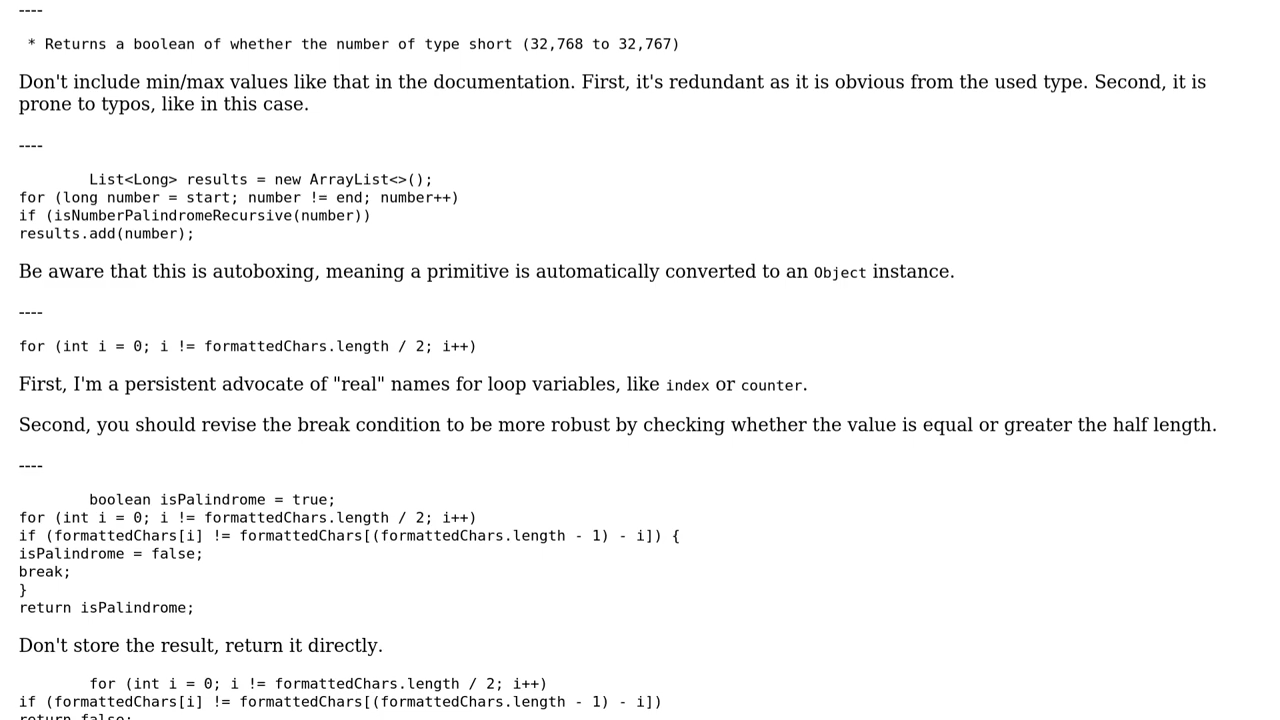 ----
* Returns a boolean of whether the number of type short (32,768 to 32,767)
Don't include min/max values like that in the documentation. First, it's redundant as it is obvious from the used type. Second, it is
prone to typos, like in this case.
----
List<Long> results = new ArrayList<>();
for (long number = start; number != end; number++)
if (isNumberPalindromeRecursive(number))
results.add(number);
Be aware that this is autoboxing, meaning a primitive is automatically converted to an Object instance.
----
for (int i = 0; i != formattedChars.length / 2; i++)
First, I'm a persistent advocate of "real" names for loop variables, like index or counter.
Second, you should revise the break condition to be more robust by checking whether the value is equal or greater the half length.
----
boolean isPalindrome = true;
for (int i = 0; i != formattedChars.length / 2; i++)
if (formattedChars[i] != formattedChars[(formattedChars.length - 1) - i]) {
isPalindrome = false;
break;
}
return isPalindrome;
Don't store the result, return it directly.
for (int i = 0; i != formattedChars.length / 2; i++)
if (formattedChars[i] != formattedChars[(formattedChars.length - 1) - i])
return false;